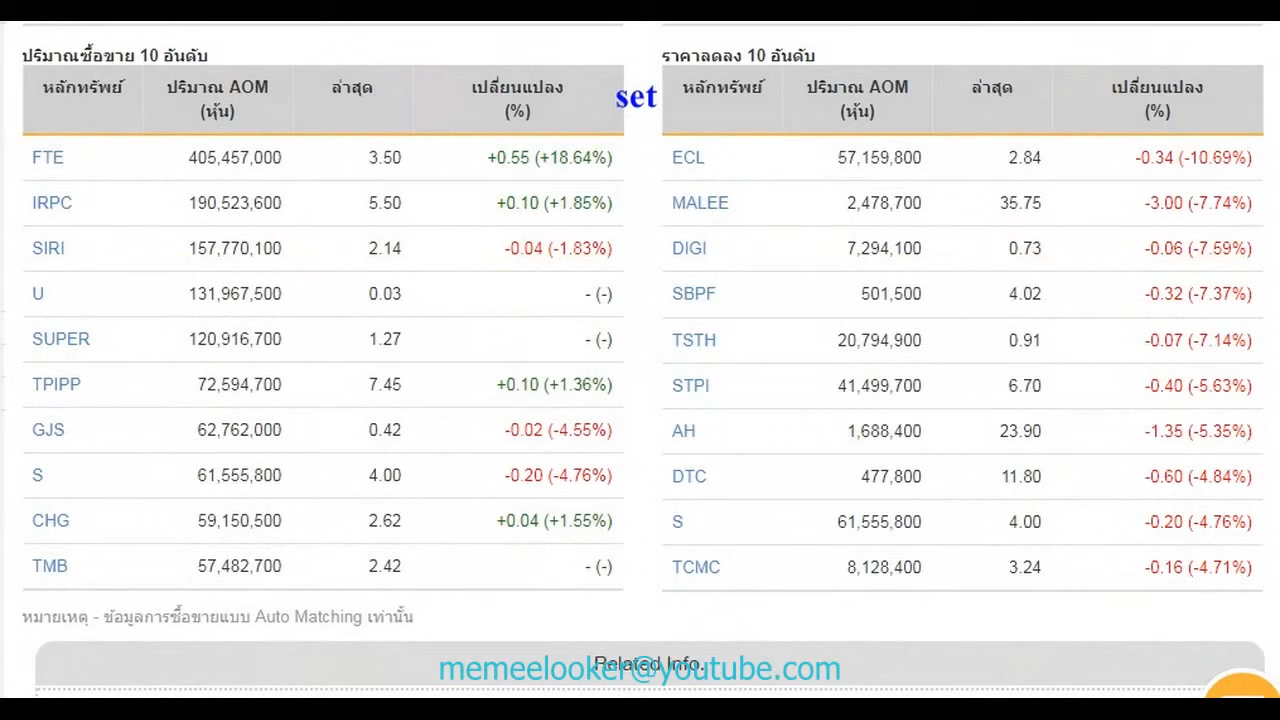 ปริมาณซื้อขาย 10 อันดับ
หลักทรัพย์ ปริมาณ AOM (หุ้น) ล่าสุด เปลี่ยนแปลง (%)
FTE 405,457,000 3.50 +0.55 (+18.64%)
IRPC 190,523,600 5.50 +0.10 (+1.85%)
SIRI 157,770,100 2.14 -0.04 (-1.83%)
U 131,967,500 0.03 - (-)
SUPER 120,916,700 1.27 - (-)
TPIPP 72,594,700 7.45 +0.10 (+1.36%)
GJS 62,762,000 0.42 -0.02 (-4.55%)
S 61,555,800 4.00 -0.20 (-4.76%)
CHG 59,150,500 2.62 +0.04 (+1.55%)
TMB 57,482,700 2.42 - (-)
หมายเหตุ - ข้อมูลการซื้อขายแบบ Auto Matching เท่านั้น
set
ราคาลดลง 10 อันดับ
หลักทรัพย์ ปริมาณ AOM (หุ้น) ล่าสุด เปลี่ยนแปลง (%)
ECL 57,159,800 2.84 -0.34 (-10.69%)
MALEE 2,478,700 35.75 -3.00 (-7.74%)
DIGI 7,294,100 0.73 -0.06 (-7.59%)
SBPF 501,500 4.02 -0.32 (-7.37%)
TSTH 20,794,900 0.91 -0.07 (-7.14%)
STPI 41,499,700 6.70 -0.40 (-5.63%)
AH 1,688,400 23.90 -1.35 (-5.35%)
DTC 477,800 11.80 -0.60 (-4.84%)
S 61,555,800 4.00 -0.20 (-4.76%)
TCMC 8,128,400 3.24 -0.16 (-4.71%)
Related Info.
memeelooker@youtube.com